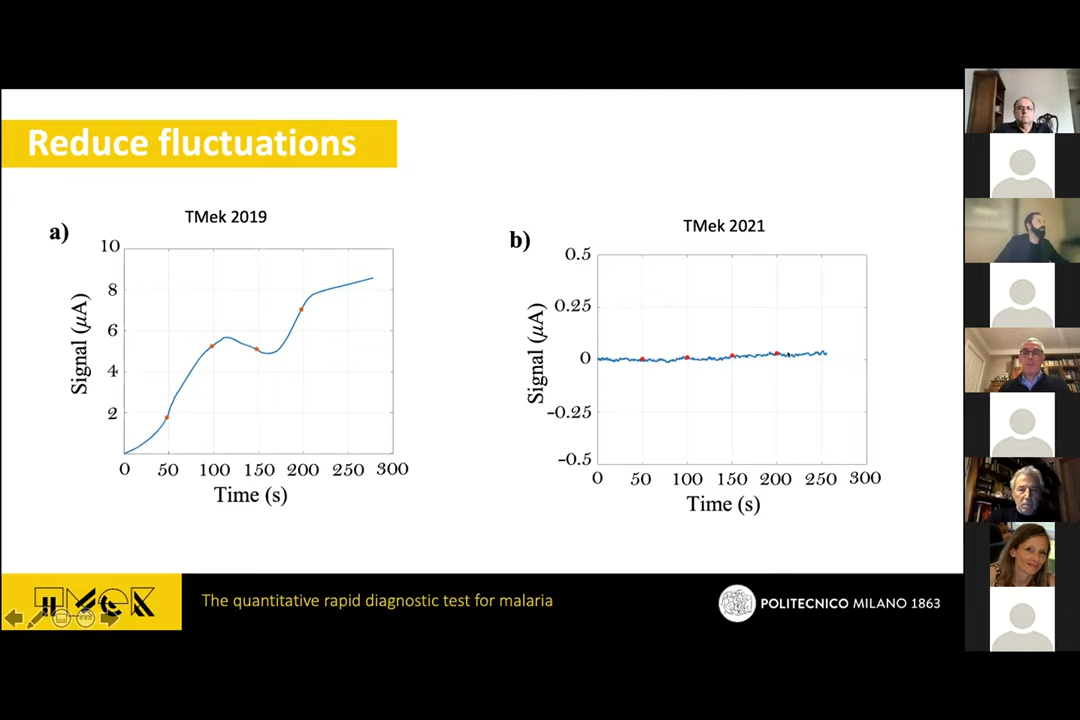 Reduce fluctuations
TMek 2019
a)
10
8
6
4
2
Signal (μA)
0 50 100 150 200 250 300
Time (s)
TMek 2021
b)
0.5
0.25
0
-0.25
-0.5
Signal (μA)
0 50 100 150 200 250 300
Time (s)
TMek
The quantitative rapid diagnostic test for malaria
POLITECNICO MILANO 1863